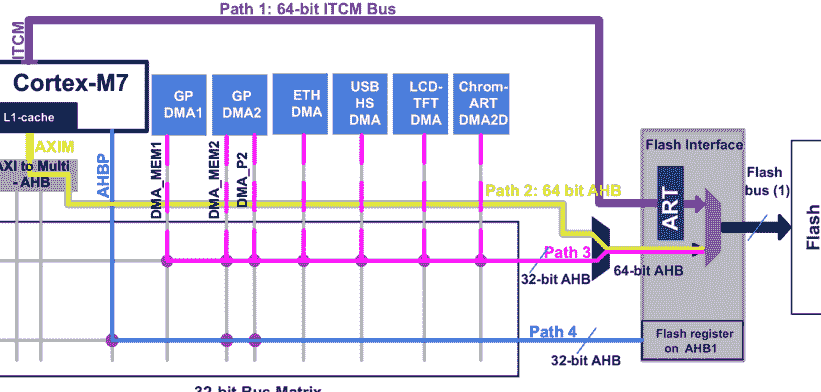 Path 1: 64-bit ITCM Bus
ITCM
Cortex-M7
L1-cache
GP
DMA1
GP
DMA2
ETH
DMA
USB
HS
DMA
LCD-
TFT
DMA
Chrom-
ART
DMA2D
Flash Interface
AXIM
AXI to Multi
- AHB
AHBP
DMA_MEM1
DMA_MEM2
DMA_P2
Path 2: 64 bit AHB
ART
Flash
bus (1)
Flash
Path 3
32-bit AHB
64-bit AHB
Path 4
32-bit AHB
Flash register
on AHB1
32-bit Bus Matrix